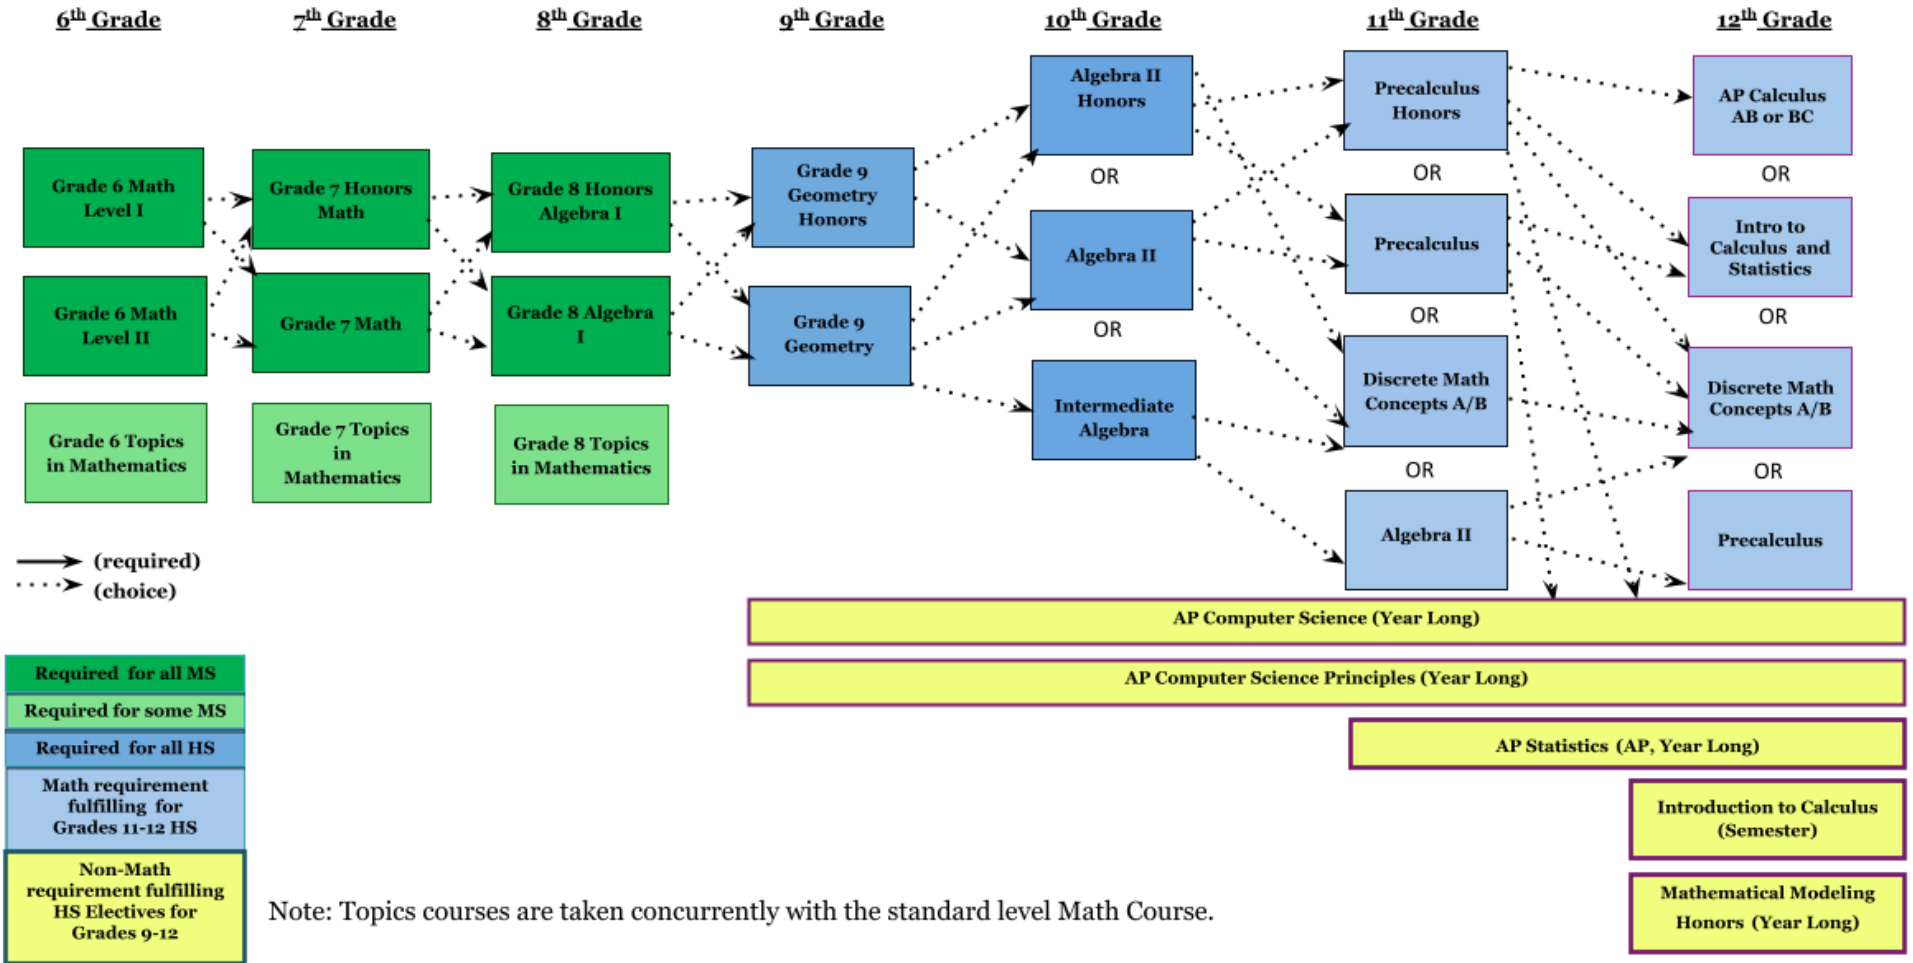 6th Grade
7th Grade
8th Grade
9th Grade
10th Grade
11th Grade
12th Grade
Grade 6 Math
Level I
Grade 6 Math
Level II
Grade 6 Topics
in Mathematics
Grade 7 Honors
Math
Grade 7 Math
Grade 7 Topics
in
Mathematics
Grade 8 Honors
Algebra I
Grade 8 Algebra
I
Grade 8 Topics
in Mathematics
Grade 9
Geometry
Honors
Grade 9
Geometry
Algebra II
Honors
OR
Algebra II
OR
Intermediate
Algebra
Precalculus
Honors
OR
Precalculus
OR
Discrete Math
Concepts A/B
OR
Algebra II
AP Calculus
AB or BC
OR
Intro to
Calculus and
Statistics
OR
Discrete Math
Concepts A/B
OR
Precalculus
(required)
(choice)
AP Computer Science (Year Long)
AP Computer Science Principles (Year Long)
AP Statistics (AP, Year Long)
Introduction to Calculus
(Semester)
Mathematical Modeling
Honors (Year Long)
Required for all MS
Required for some MS
Required for all HS
Math requirement
fulfilling for
Grades 11-12 HS
Non-Math
requirement fulfilling
HS Electives for
Grades 9-12
Note: Topics courses are taken concurrently with the standard level Math Course.